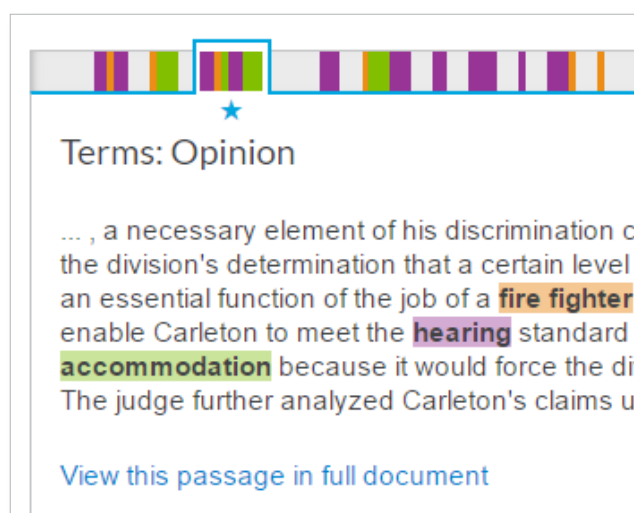 Terms: Opinion
... , a necessary element of his discrimination
the division's determination that a certain level
an essential function of the job of a fire fighter
enable Carleton to meet the hearing standard
accommodation because it would force the
The judge further analyzed Carleton's claims
View this passage in full document